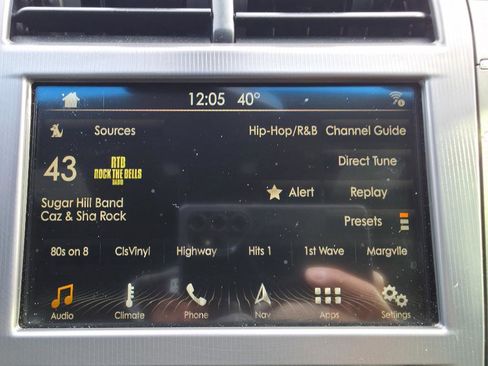 12:05 40°
Sources
Hip-Hop/R&B Channel Guide
43
RTB
ROCK THE BELLS
RADIO
Direct Tune
Alert
Replay
Sugar Hill Band
Caz & Sha Rock
Presets
80s on 8 ClsVinyl Highway Hits 1 1st Wave Margvlle
Audio Climate Phone Nav Apps Settings